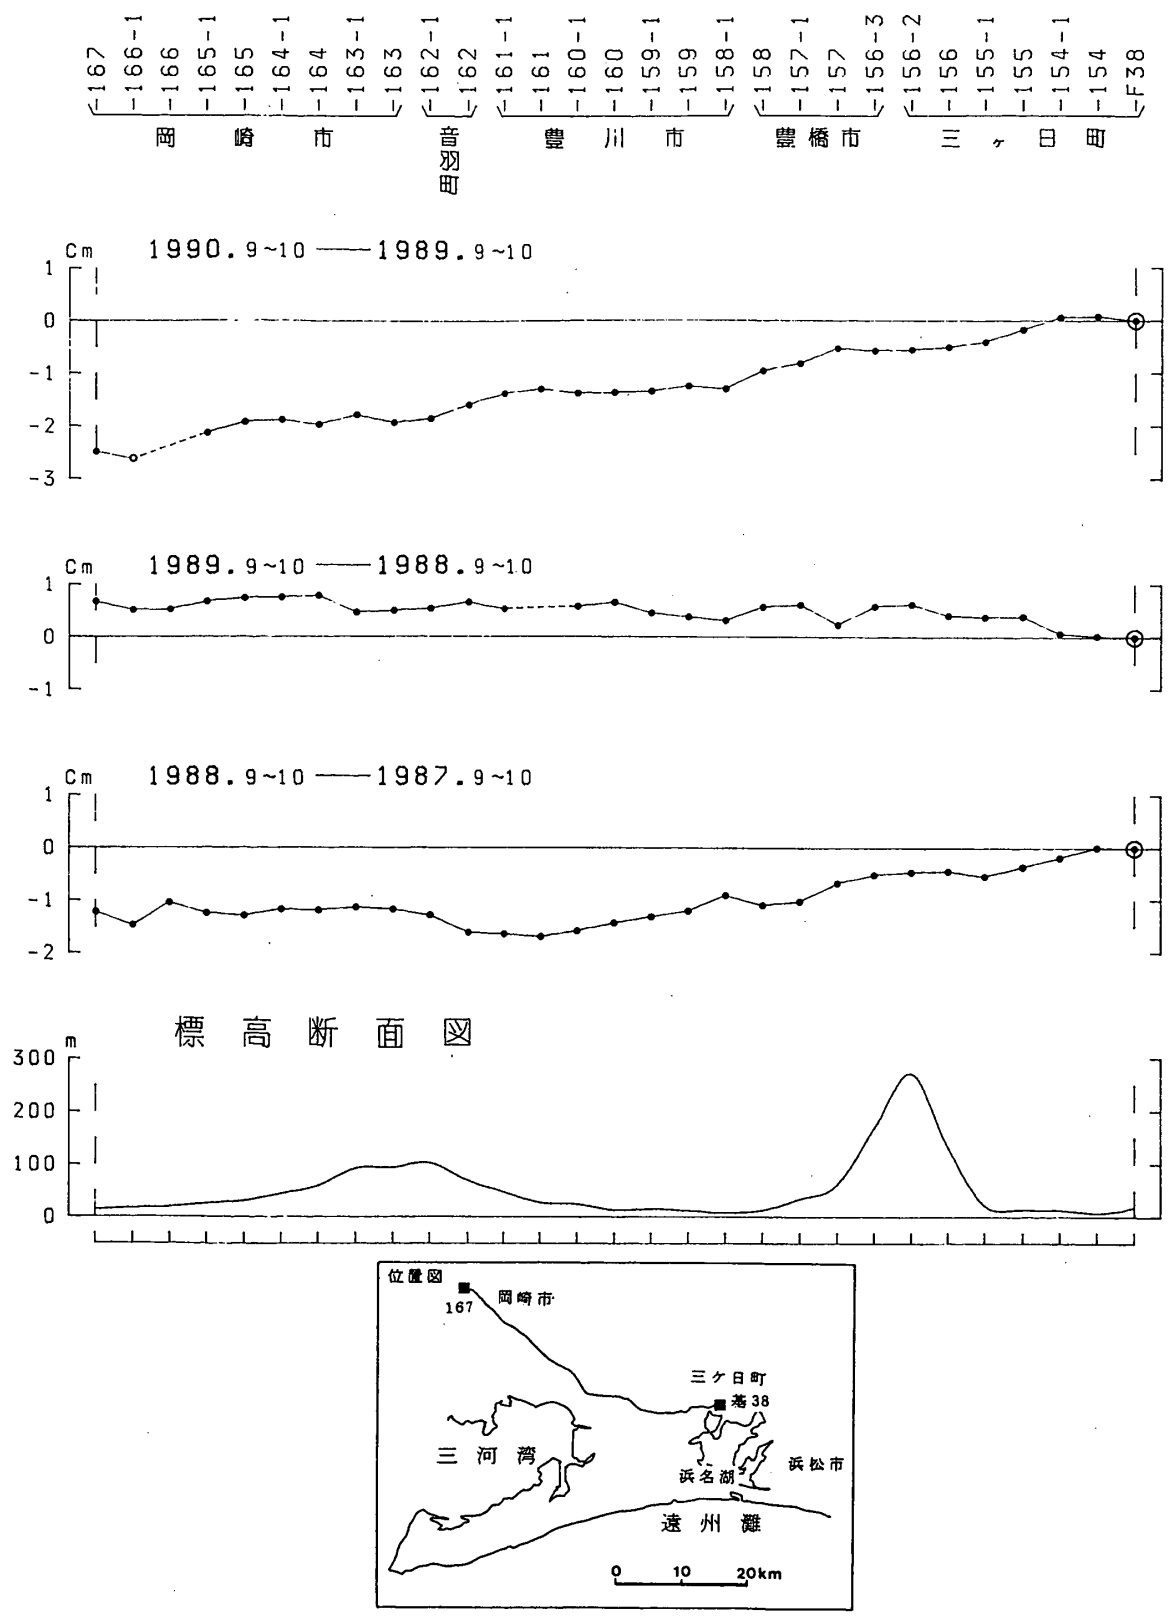 167 166-1 166 165-1 165 164-1 164 163-1 163 162-1 162 161-1 161 160-1 160 159-1 159 158-1 158 157-1 157 156-3 156-2 156 155-1 155 154-1 154 F38
岡崎市 音羽町 豊川市 豊橋市 三ヶ日町
Cm 1990.9~10 — 1989.9~10
1
0
-1
-2
-3
Cm 1989.9~10 — 1988.9~10
1
0
-1
Cm 1988.9~10 — 1987.9~10
1
0
-1
-2
標高断面図
m
300
200
100
0
位置図
167
岡崎市
三ケ日町
基38
三河湾
浜名湖
浜松市
遠州灘
0 10 20km